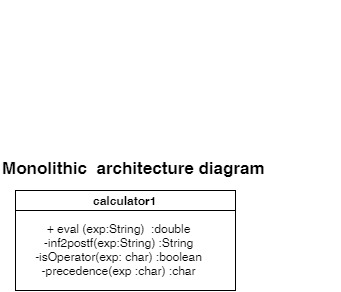 Monolithic architecture diagram
calculator1
+ eval (exp:String) :double
-inf2postf(exp:String) :String
-isOperator(exp: char) :boolean
-precedence(exp :char) :char